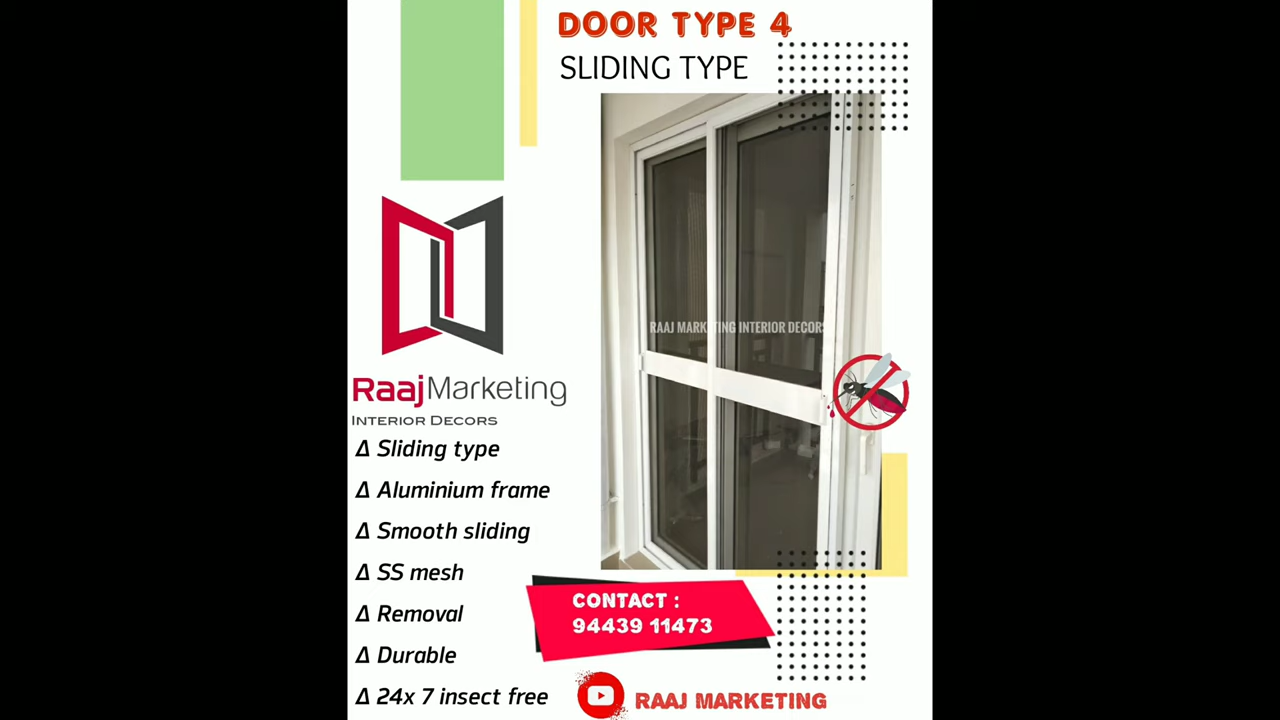 DOOR TYPE 4
SLIDING TYPE
RAAJ MARKETING INTERIOR DECORS
Raaj Marketing
INTERIOR DECORS
Δ Sliding type
Δ Aluminium frame
Δ Smooth sliding
Δ SS mesh
Δ Removal
Δ Durable
Δ 24x 7 insect free
CONTACT :
94439 11473
RAAJ MARKETING